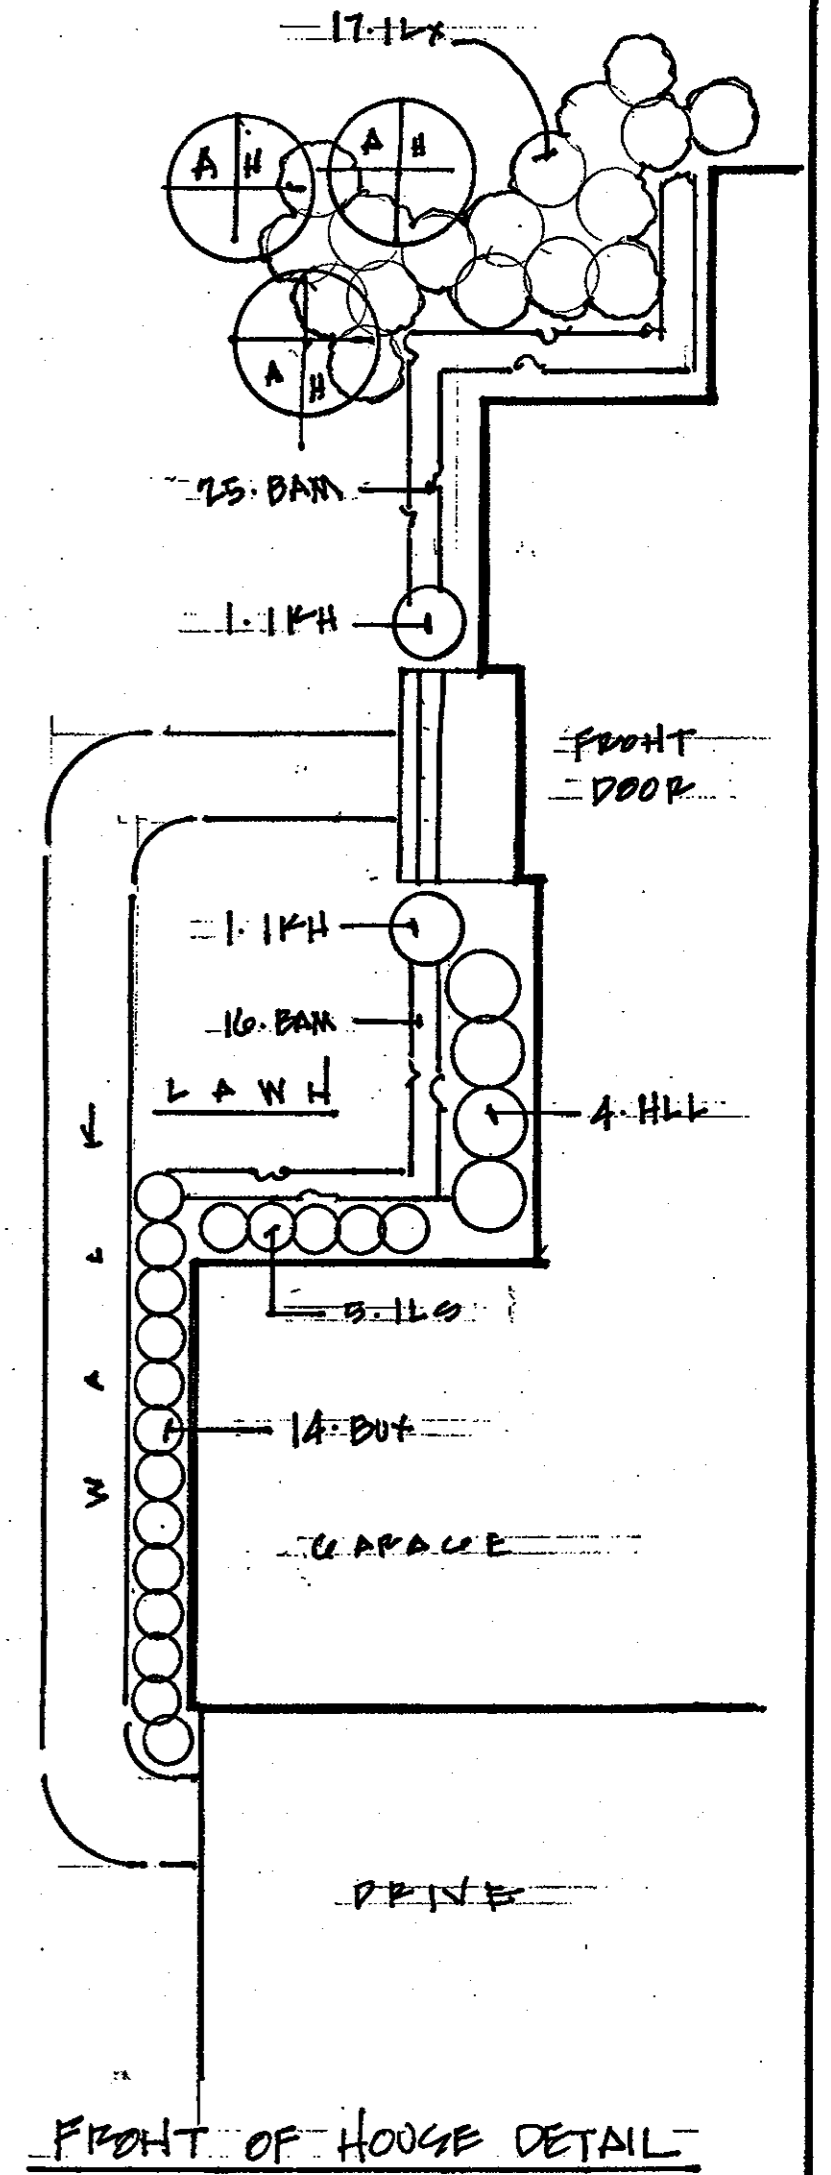 17·ILX
A N
A N
A N
25·BAM
1·IKH
FRONT
DOOR
1·IKH
16·BAM
LAWN
4·HLL
WALK
5·ILS
14·BUX
GARAGE
DRIVE
FRONT OF HOUSE DETAIL